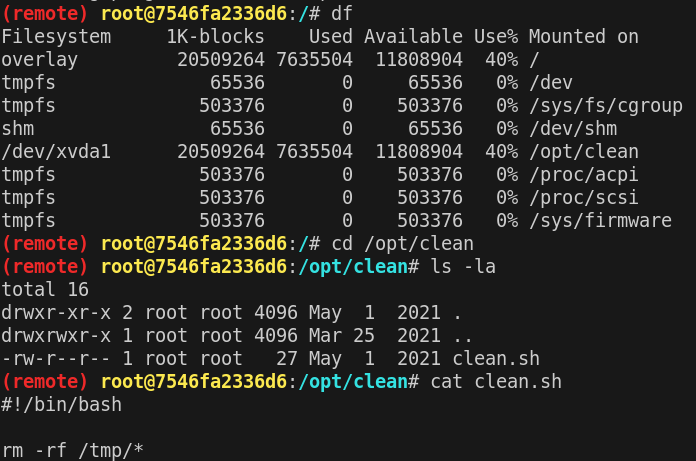 (remote) root@7546fa2336d6:/# df
Filesystem     1K-blocks    Used Available Use% Mounted on
overlay         20509264 7635504  11808904  40% /
tmpfs              65536       0     65536   0% /dev
tmpfs             503376       0    503376   0% /sys/fs/cgroup
shm                65536       0     65536   0% /dev/shm
/dev/xvda1      20509264 7635504  11808904  40% /opt/clean
tmpfs             503376       0    503376   0% /proc/acpi
tmpfs             503376       0    503376   0% /proc/scsi
tmpfs             503376       0    503376   0% /sys/firmware
(remote) root@7546fa2336d6:/# cd /opt/clean
(remote) root@7546fa2336d6:/opt/clean# ls -la
total 16
drwxr-xr-x 2 root root 4096 May  1  2021 .
drwxrwxr-x 1 root root 4096 Mar 25  2021 ..
-rw-r--r-- 1 root root   27 May  1  2021 clean.sh
(remote) root@7546fa2336d6:/opt/clean# cat clean.sh
#!/bin/bash

rm -rf /tmp/*